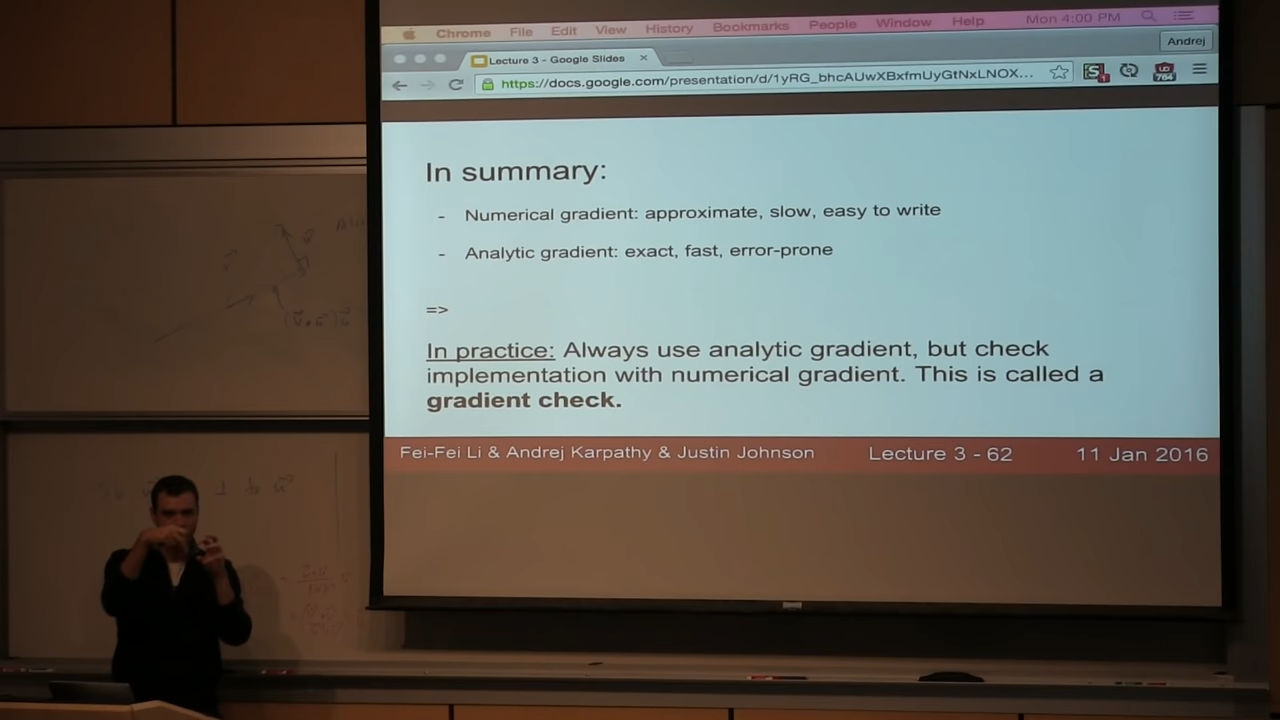 Chrome File Edit View History Bookmarks People Window Help Mon 4:00 PM
Lecture 3 - Google Slides
Andrej
https://docs.google.com/presentation/d/1yRG_bhcAUwXBxfmUyGtNxLNOX...
In summary:
- Numerical gradient: approximate, slow, easy to write
- Analytic gradient: exact, fast, error-prone
=>
In practice: Always use analytic gradient, but check
implementation with numerical gradient. This is called a
gradient check.
Fei-Fei Li & Andrej Karpathy & Justin Johnson Lecture 3 - 62 11 Jan 2016